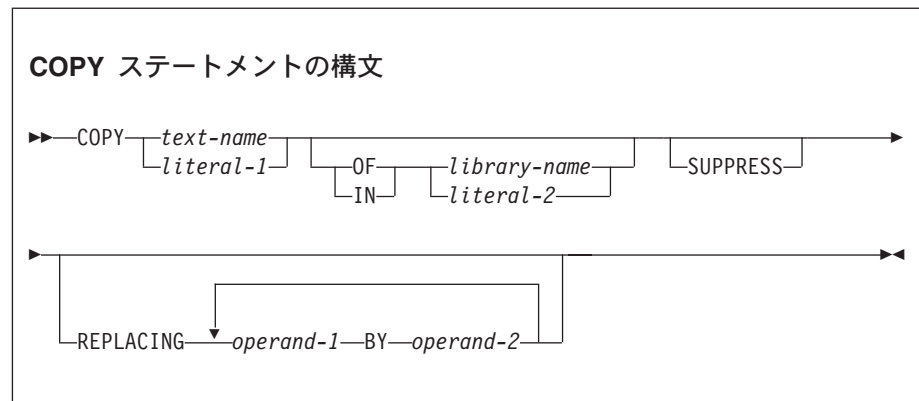 COPY ステートメントの構文
COPY text-name OF library-name SUPPRESS
literal-1 IN literal-2
REPLACING operand-1 BY operand-2